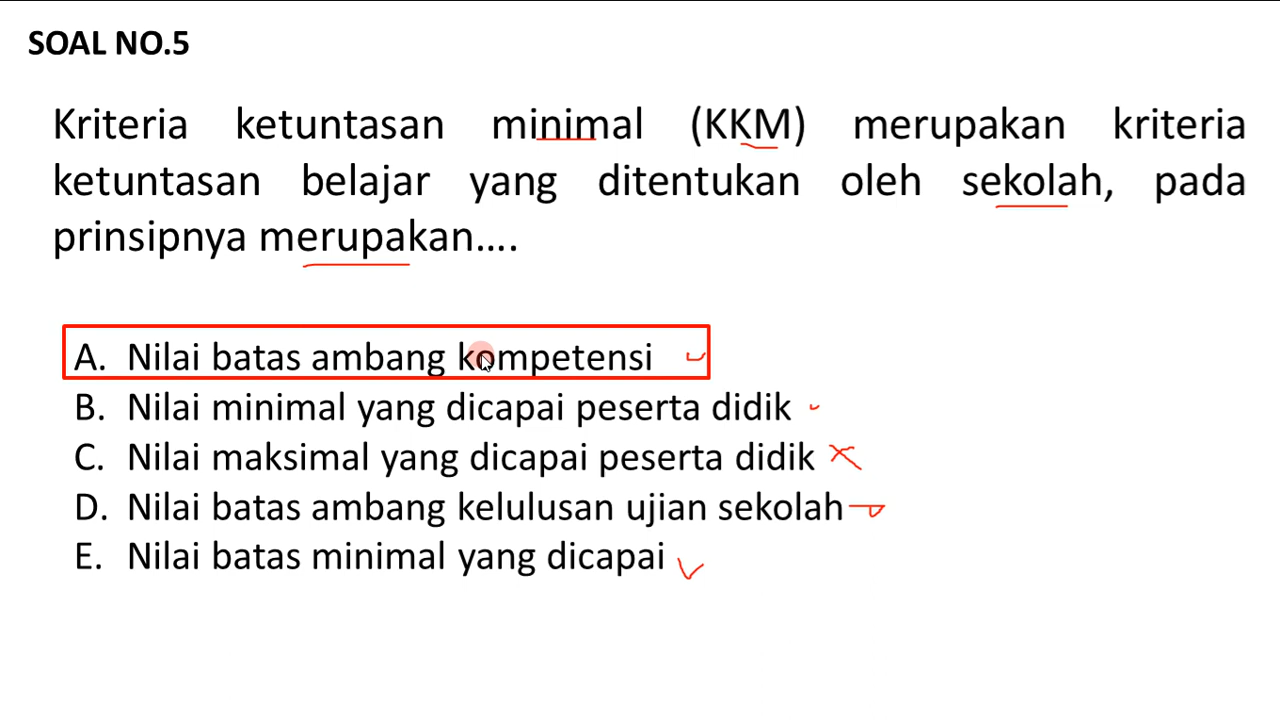 SOAL NO.5
Kriteria ketuntasan minimal (KKM) merupakan kriteria
ketuntasan belajar yang ditentukan oleh sekolah, pada
prinsipnya merupakan....
A. Nilai batas ambang kompetensi
B. Nilai minimal yang dicapai peserta didik
C. Nilai maksimal yang dicapai peserta didik
D. Nilai batas ambang kelulusan ujian sekolah
E. Nilai batas minimal yang dicapai